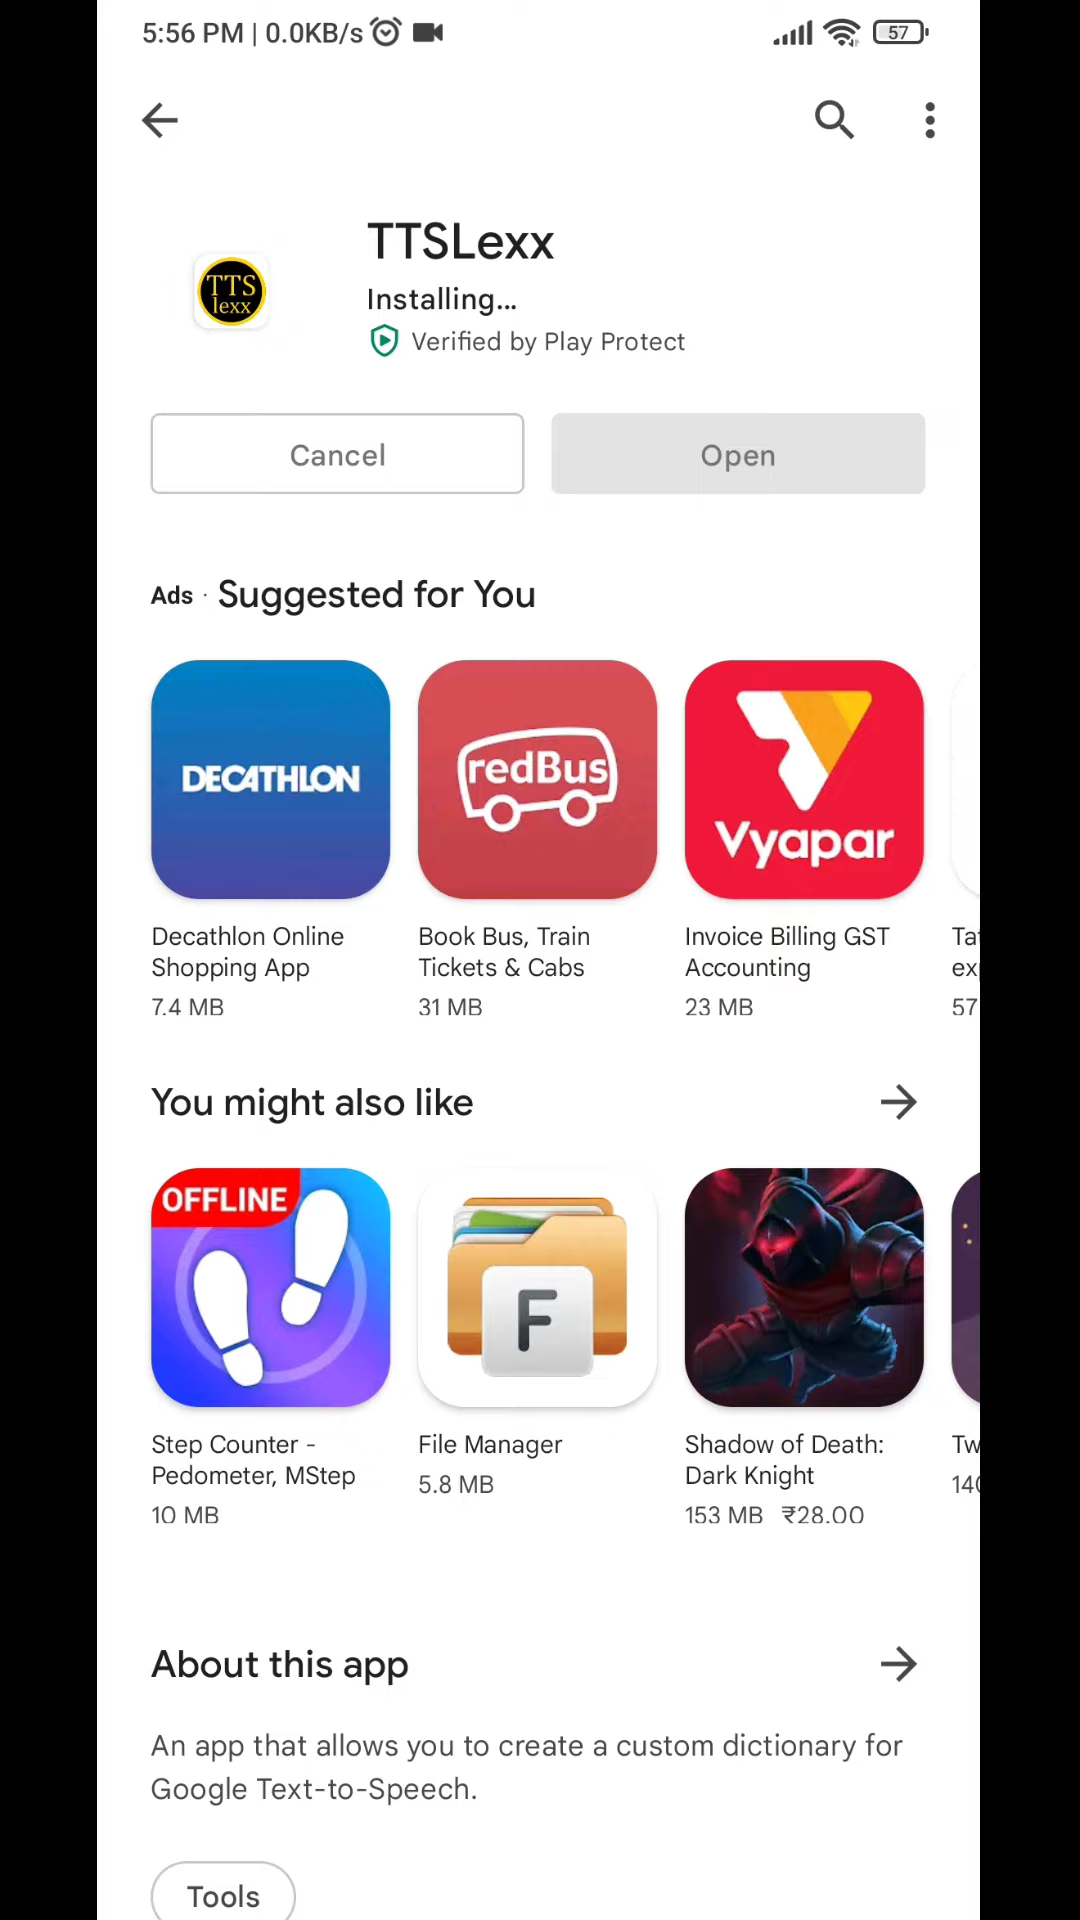 5:56 PM | 0.0KB/s
57
TTSLexx
TTS
lexx
Installing...
Verified by Play Protect
Cancel
Open
Ads · Suggested for You
DECATHLON
redBus
Vyapar
Decathlon Online
Shopping App
7.4 MB
Book Bus, Train
Tickets & Cabs
31 MB
Invoice Billing GST
Accounting
23 MB
57
You might also like
OFFLINE
F
Step Counter -
Pedometer, MStep
10 MB
File Manager
5.8 MB
Shadow of Death:
Dark Knight
153 MB ₹28.00
Tw
About this app
An app that allows you to create a custom dictionary for
Google Text-to-Speech.
Tools